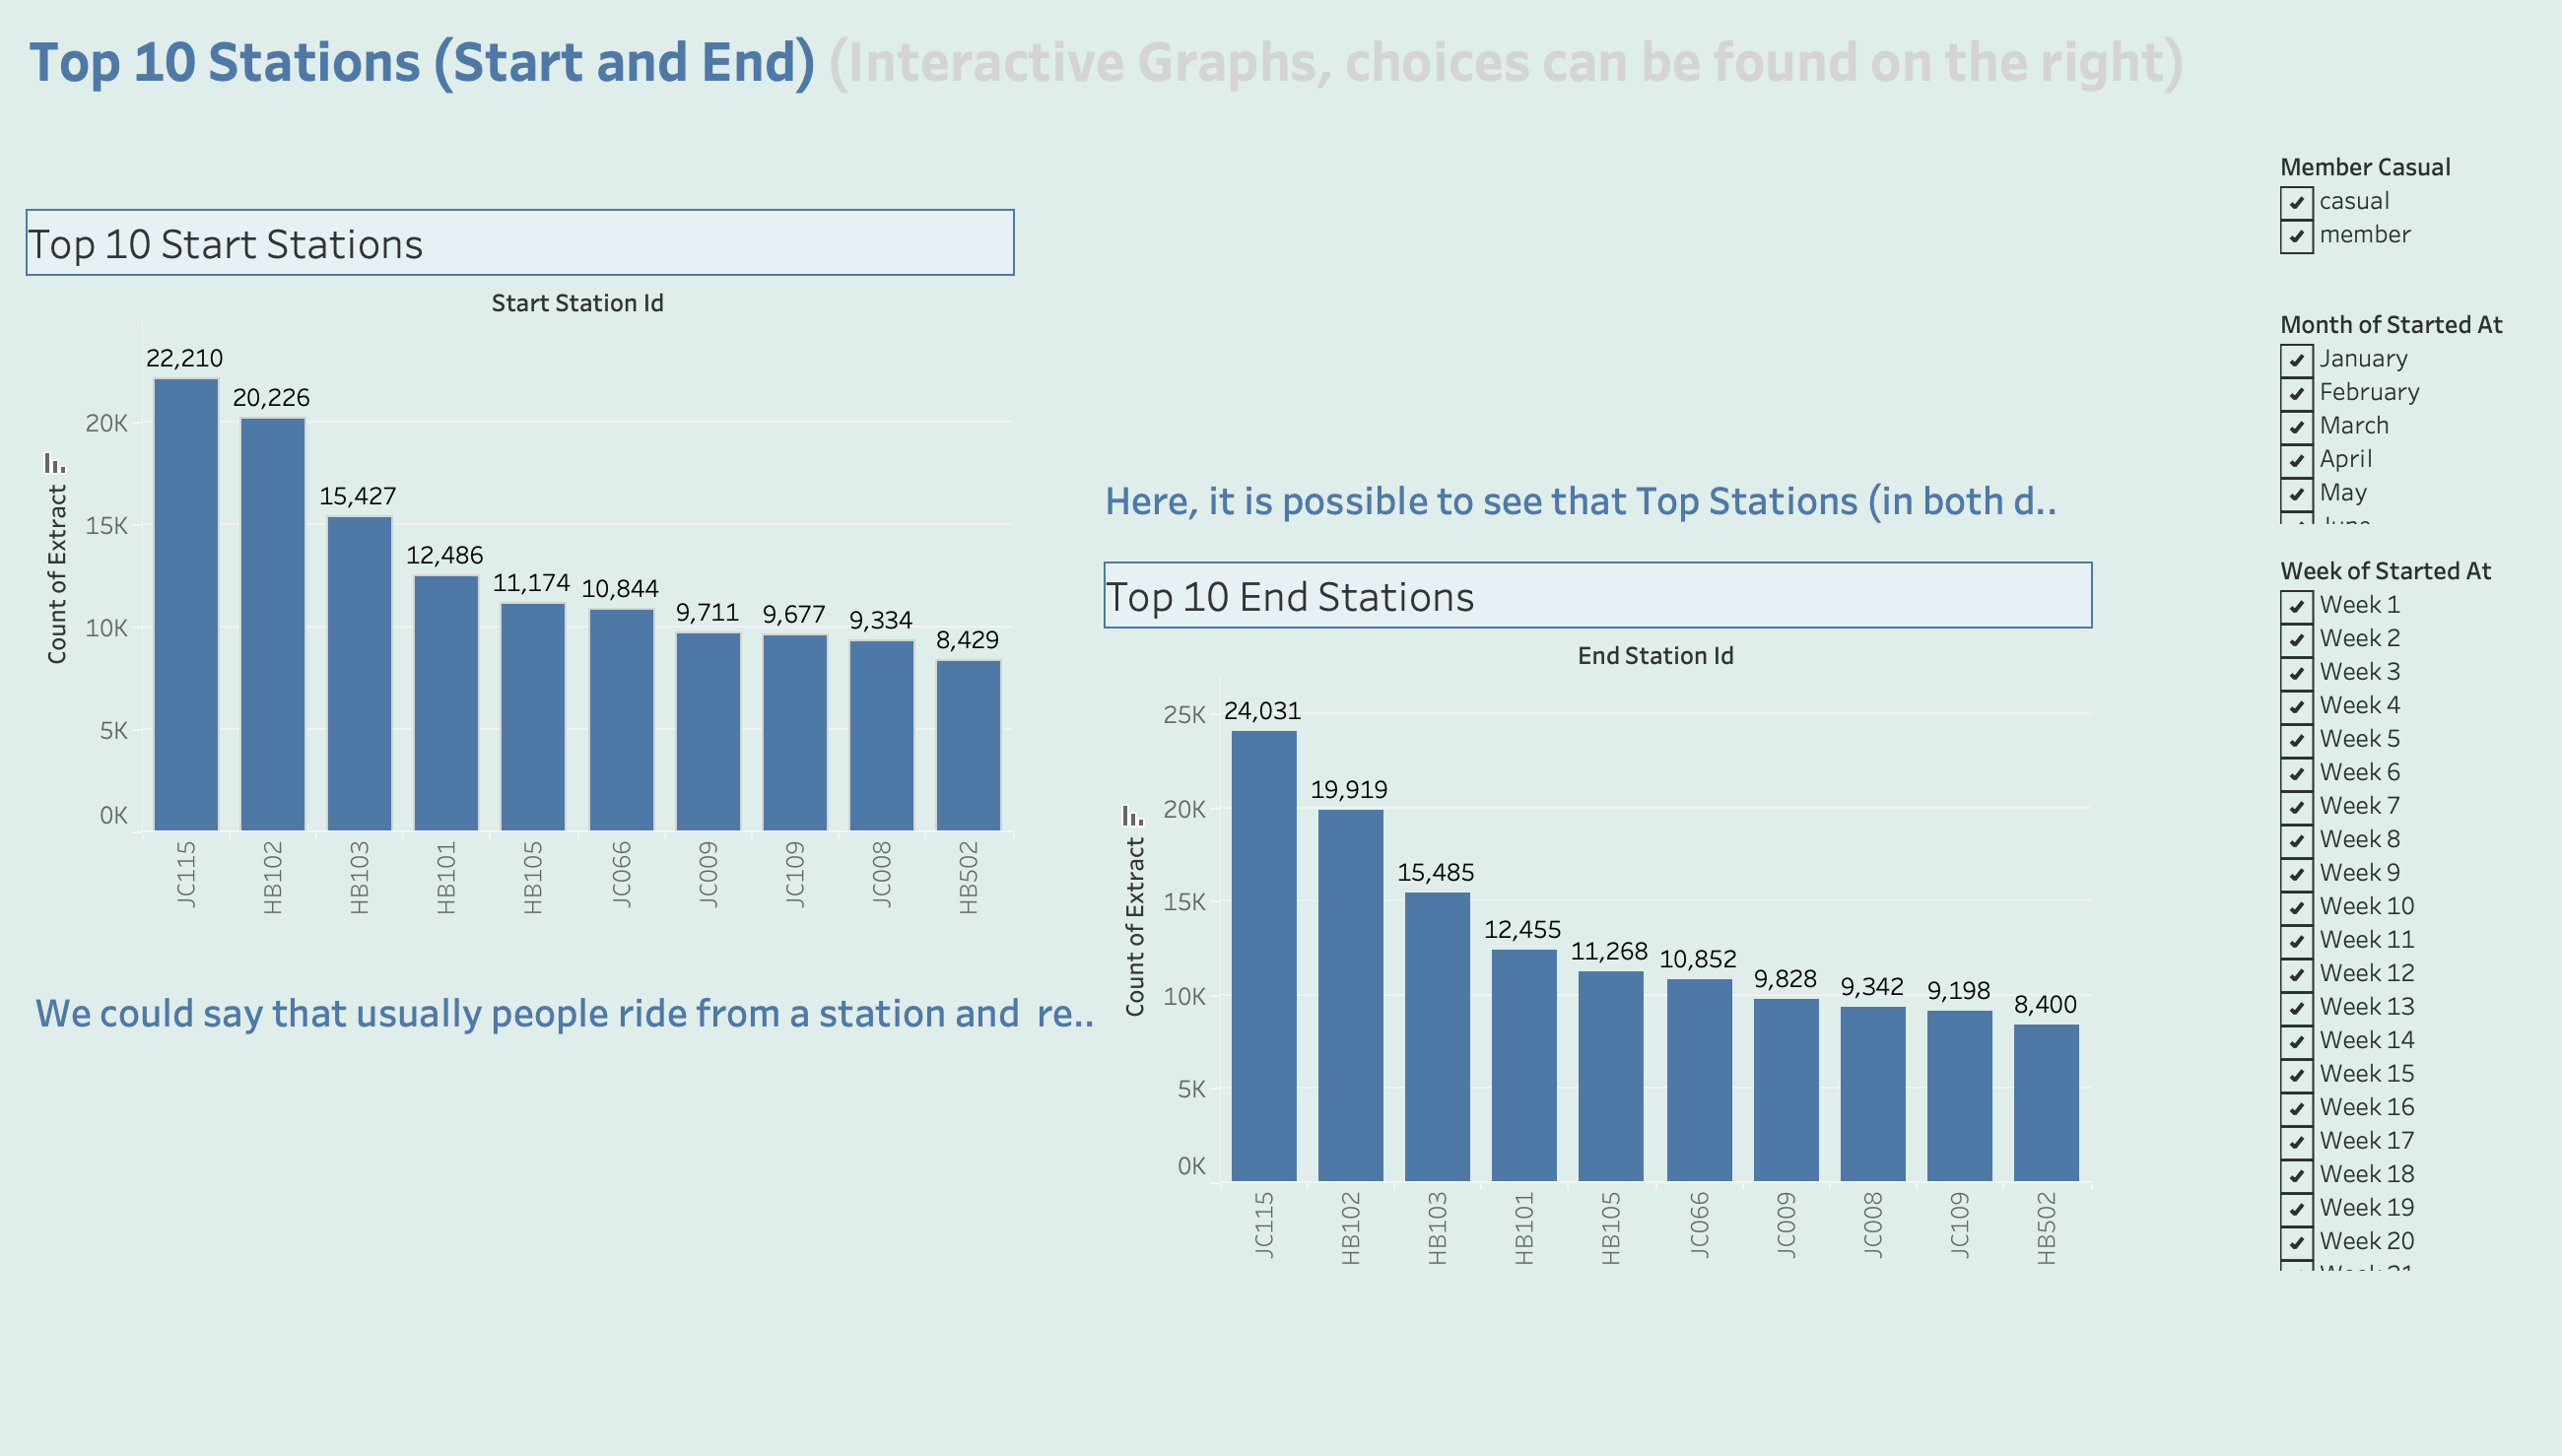 Top 10 Stations (Start and End) (Interactive Graphs, choices can be found on the right)
Top 10 Start Stations
Start Station Id
Count of Extract
20K
15K
10K
5K
0K
22,210
20,226
15,427
12,486
11,174
10,844
9,711
9,677
9,334
8,429
JC115
HB102
HB103
HB101
HB105
JC066
JC009
JC109
JC008
HB502
We could say that usually people ride from a station and re..
Here, it is possible to see that Top Stations (in both d..
Top 10 End Stations
End Station Id
Count of Extract
25K
20K
15K
10K
5K
0K
24,031
19,919
15,485
12,455
11,268
10,852
9,828
9,342
9,198
8,400
JC115
HB102
HB103
HB101
HB105
JC066
JC009
JC008
JC109
HB502
Member Casual
casual
member
Month of Started At
January
February
March
April
May
June
Week of Started At
Week 1
Week 2
Week 3
Week 4
Week 5
Week 6
Week 7
Week 8
Week 9
Week 10
Week 11
Week 12
Week 13
Week 14
Week 15
Week 16
Week 17
Week 18
Week 19
Week 20
Week 21